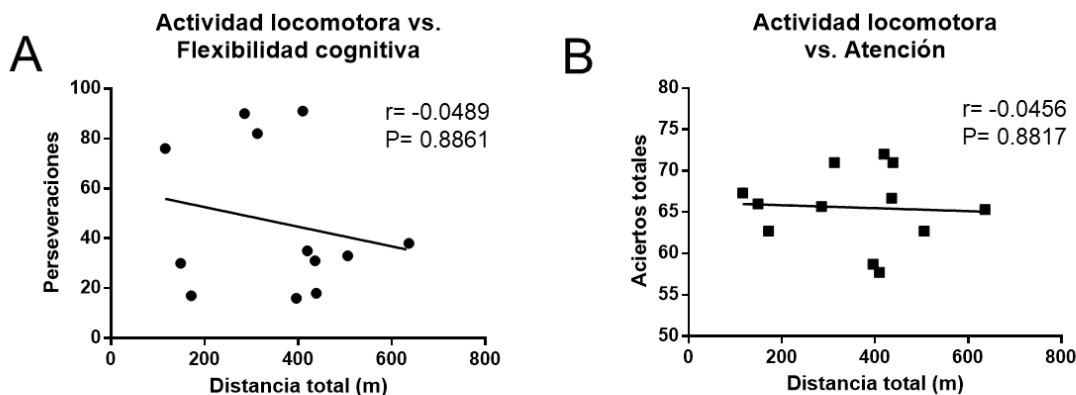 A
Actividad locomotora vs.
Flexibilidad cognitiva
r= -0.0489
P= 0.8861
Perseveraciones
100
80
60
40
20
0
0 200 400 600 800
Distancia total (m)
B
Actividad locomotora
vs. Atención
r= -0.0456
P= 0.8817
Aciertos totales
80
75
70
65
60
55
50
0 200 400 600 800
Distancia total (m)